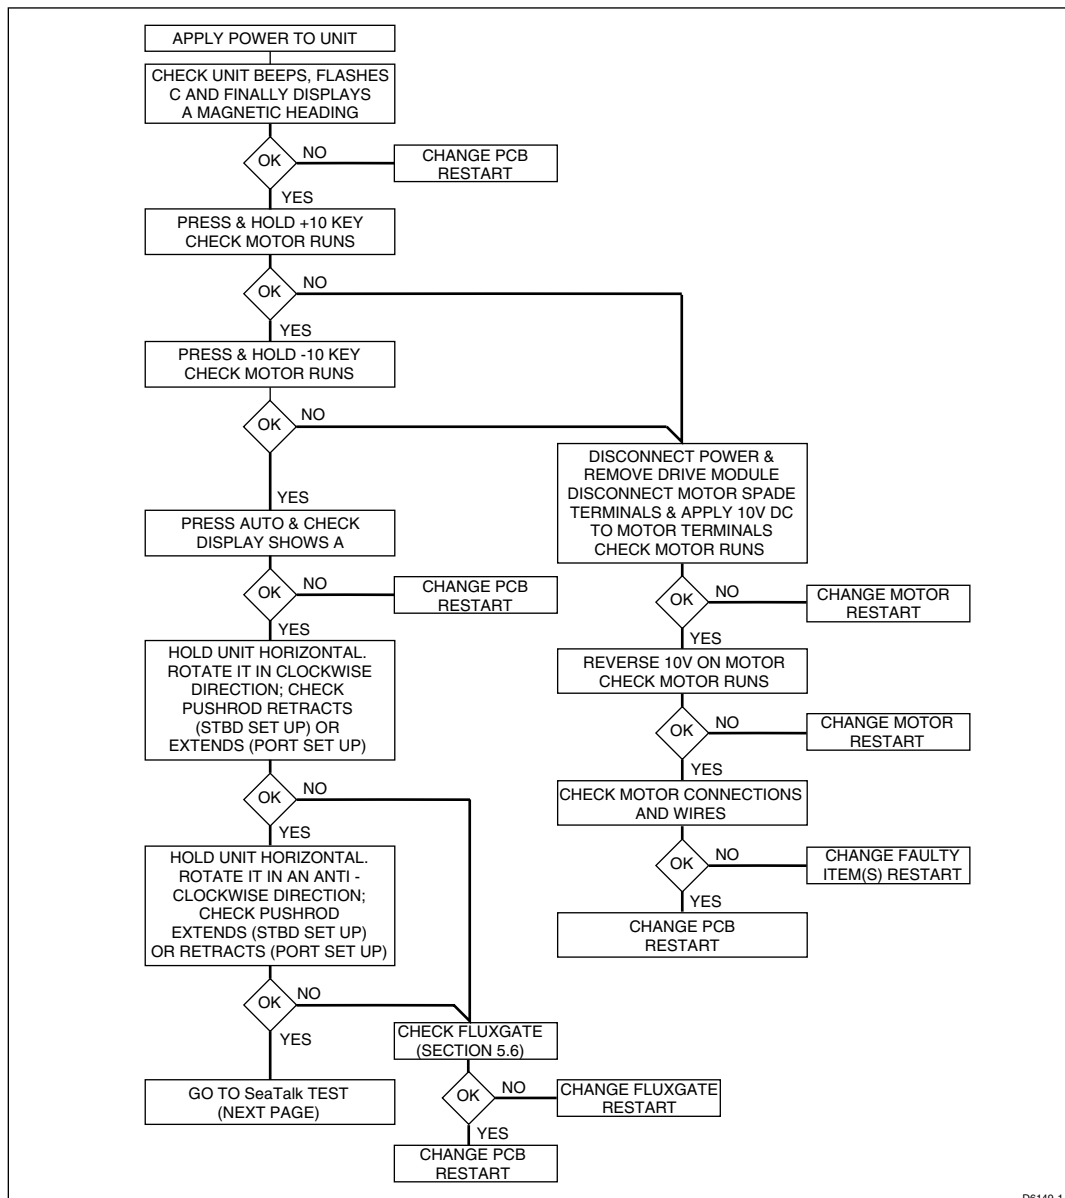 APPLY POWER TO UNIT
CHECK UNIT BEEPS, FLASHES
C AND FINALLY DISPLAYS
A MAGNETIC HEADING
OK
NO
CHANGE PCB
RESTART
YES
PRESS & HOLD +10 KEY
CHECK MOTOR RUNS
OK
NO
YES
PRESS & HOLD -10 KEY
CHECK MOTOR RUNS
OK
NO
YES
PRESS AUTO & CHECK
DISPLAY SHOWS A
OK
NO
CHANGE PCB
RESTART
YES
HOLD UNIT HORIZONTAL.
ROTATE IT IN CLOCKWISE
DIRECTION; CHECK
PUSHROD RETRACTS
(STBD SET UP) OR
EXTENDS (PORT SET UP)
OK
NO
YES
HOLD UNIT HORIZONTAL.
ROTATE IT IN AN ANTI -
CLOCKWISE DIRECTION;
CHECK PUSHROD
EXTENDS (STBD SET UP)
OR RETRACTS (PORT SET UP)
OK
NO
YES
GO TO SeaTalk TEST
(NEXT PAGE)
CHECK FLUXGATE
(SECTION 5.6)
OK
NO
CHANGE FLUXGATE
RESTART
YES
CHANGE PCB
RESTART
DISCONNECT POWER &
REMOVE DRIVE MODULE
DISCONNECT MOTOR SPADE
TERMINALS & APPLY 10V DC
TO MOTOR TERMINALS
CHECK MOTOR RUNS
OK
NO
CHANGE MOTOR
RESTART
YES
REVERSE 10V ON MOTOR
CHECK MOTOR RUNS
OK
NO
CHANGE MOTOR
RESTART
YES
CHECK MOTOR CONNECTIONS
AND WIRES
OK
NO
CHANGE FAULTY
ITEM(S) RESTART
YES
CHANGE PCB
RESTART